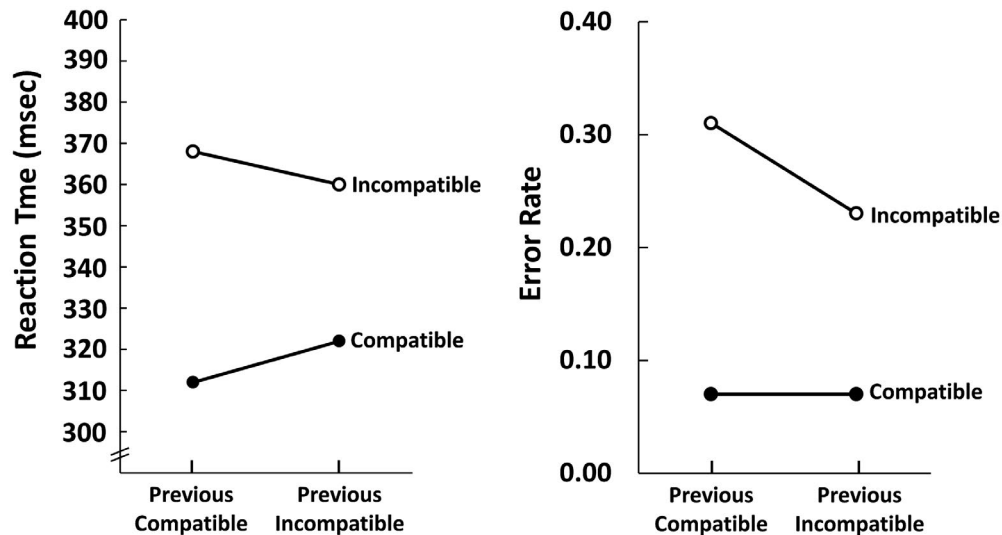 Reaction Tme (msec)
400
390
380
370
360
350
340
330
320
310
300
Incompatible
Compatible
Previous
Compatible
Previous
Incompatible
Error Rate
0.40
0.30
0.20
0.10
0.00
Incompatible
Compatible
Previous
Compatible
Previous
Incompatible